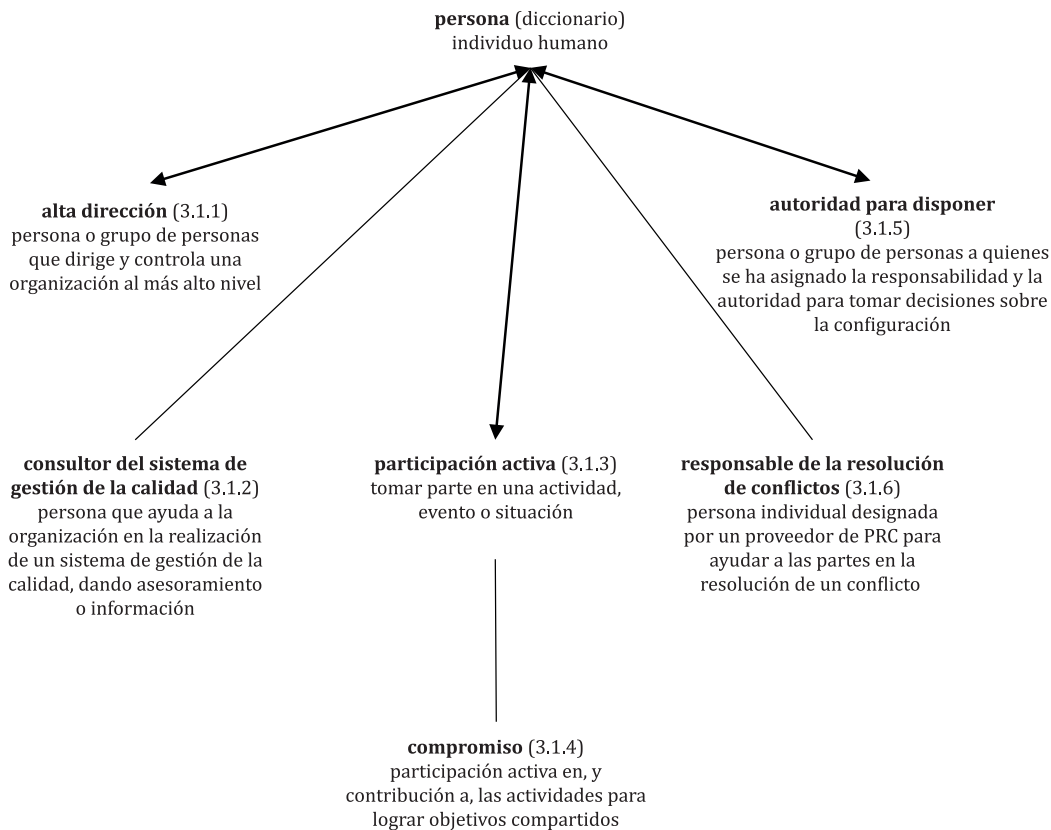 persona (diccionario)
individuo humano
alta dirección (3.1.1)
persona o grupo de personas
que dirige y controla una
organización al más alto nivel
autoridad para disponer
(3.1.5)
persona o grupo de personas a quienes
se ha asignado la responsabilidad y la
autoridad para tomar decisiones sobre
la configuración
consultor del sistema de
gestión de la calidad (3.1.2)
persona que ayuda a la
organización en la realización
de un sistema de gestión de la
calidad, dando asesoramiento
o información
participación activa (3.1.3)
tomar parte en una actividad,
evento o situación
responsable de la resolución
de conflictos (3.1.6)
persona individual designada
por un proveedor de PRC para
ayudar a las partes en la
resolución de un conflicto
compromiso (3.1.4)
participación activa en, y
contribución a, las actividades para
lograr objetivos compartidos